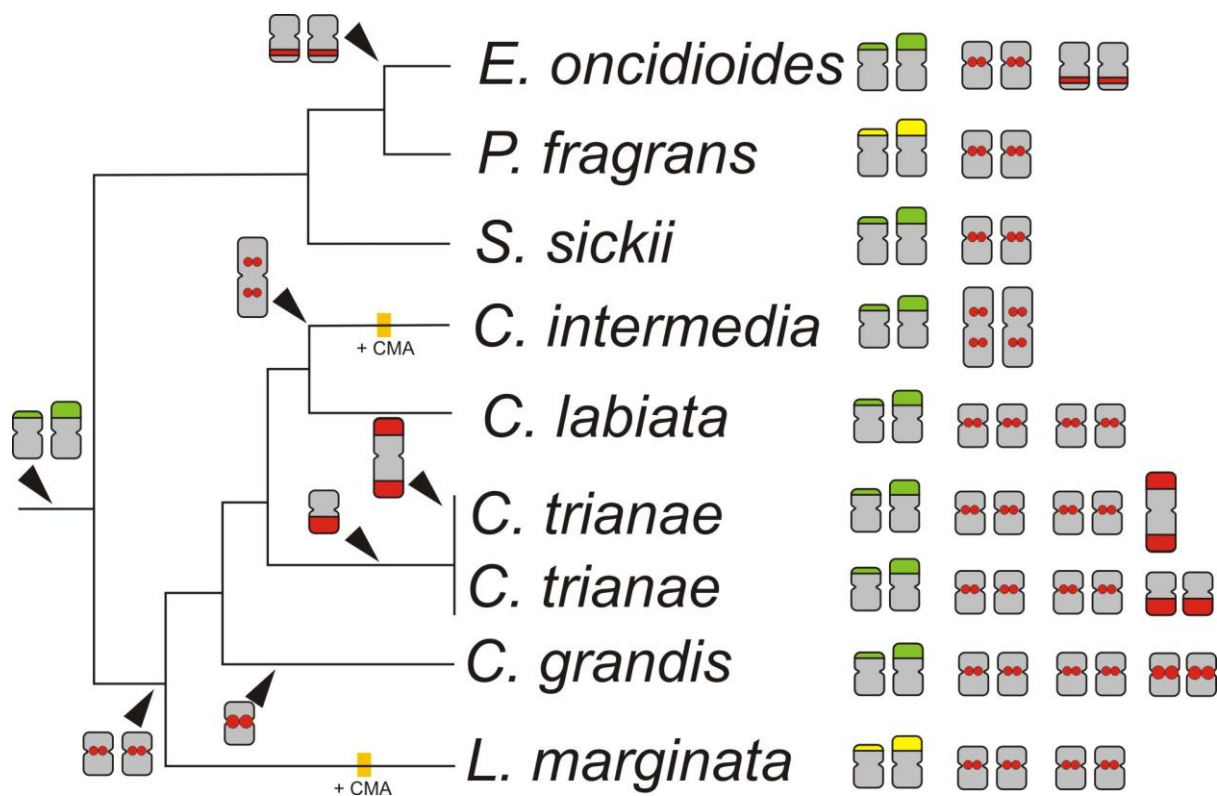 E. oncidioides
P. fragrans
S. sickii
C. intermedia
+ CMA
C. labiata
C. trianae
C. trianae
C. grandis
L. marginata
+ CMA